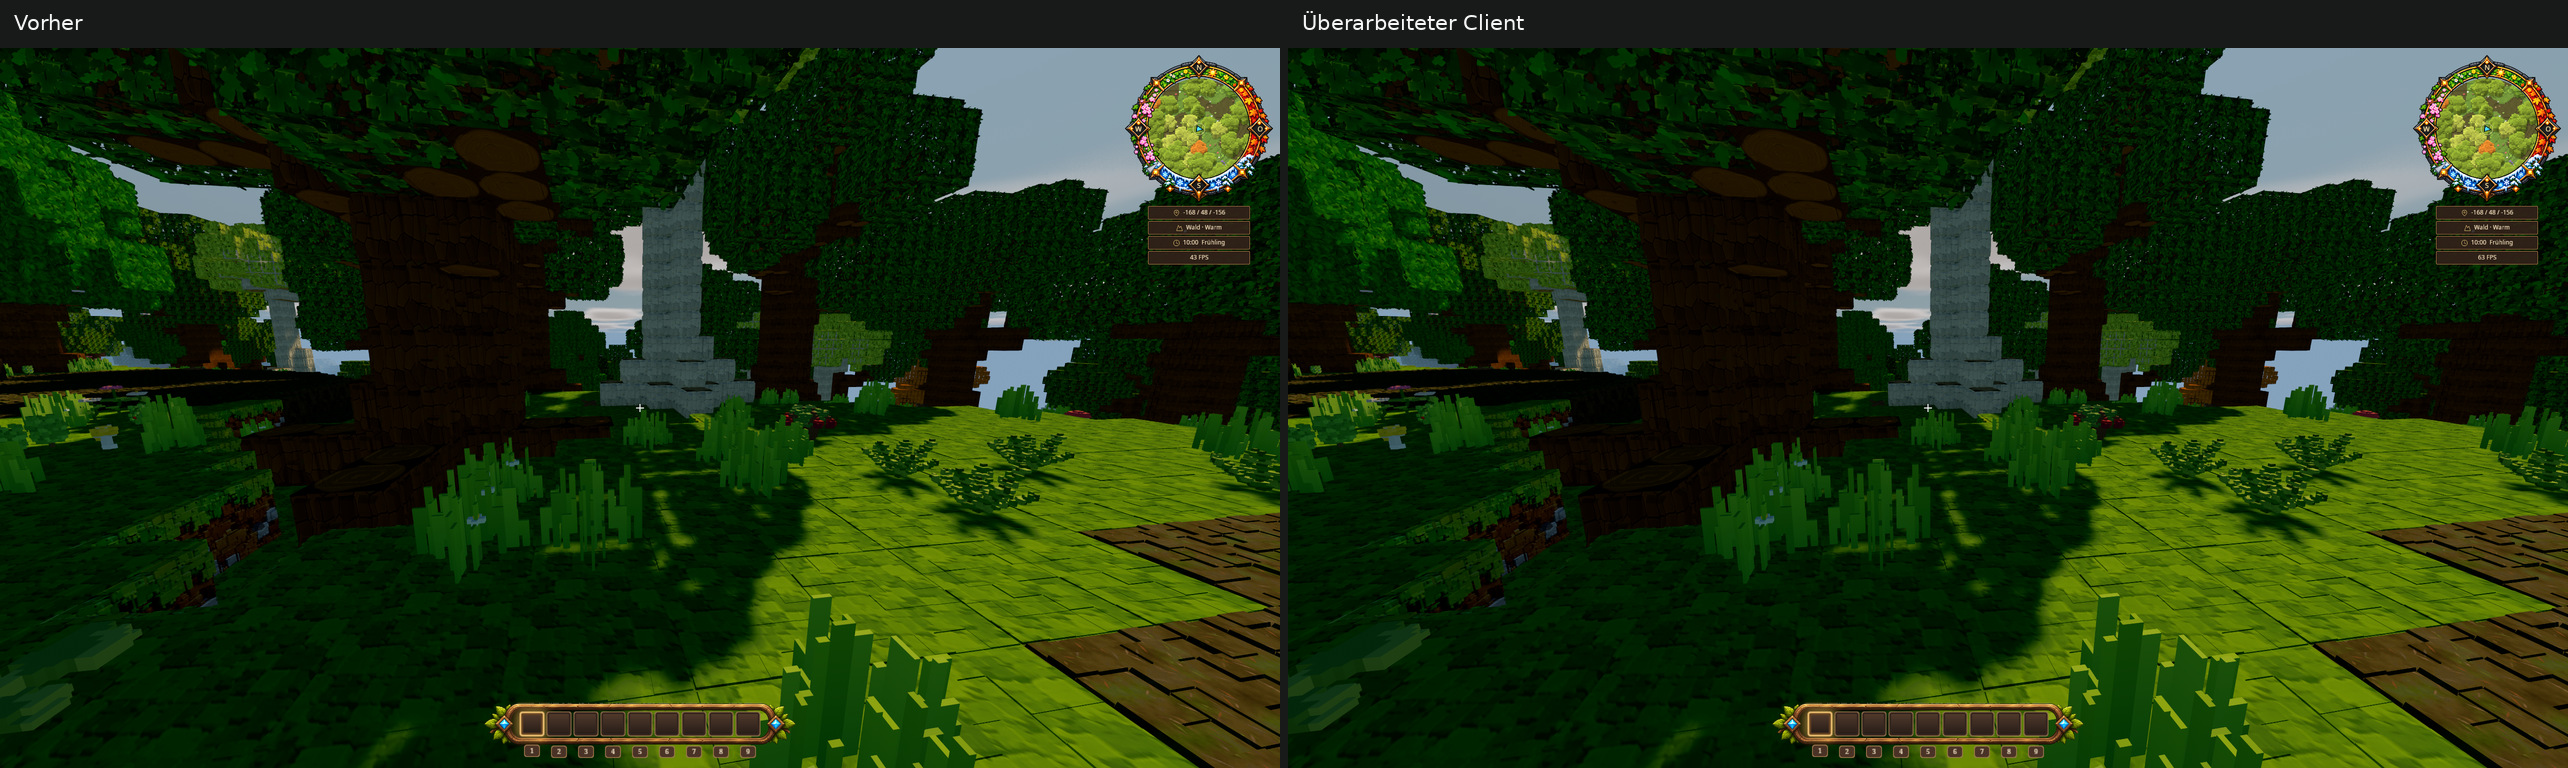 Vorher
N
W
O
S
-168 / 48 / -156
Wald · Warm
10:00 Frühling
43 FPS
1 2 3 4 5 6 7 8 9
Überarbeiteter Client
N
W
O
S
-168 / 48 / -156
Wald · Warm
10:00 Frühling
63 FPS
1 2 3 4 5 6 7 8 9